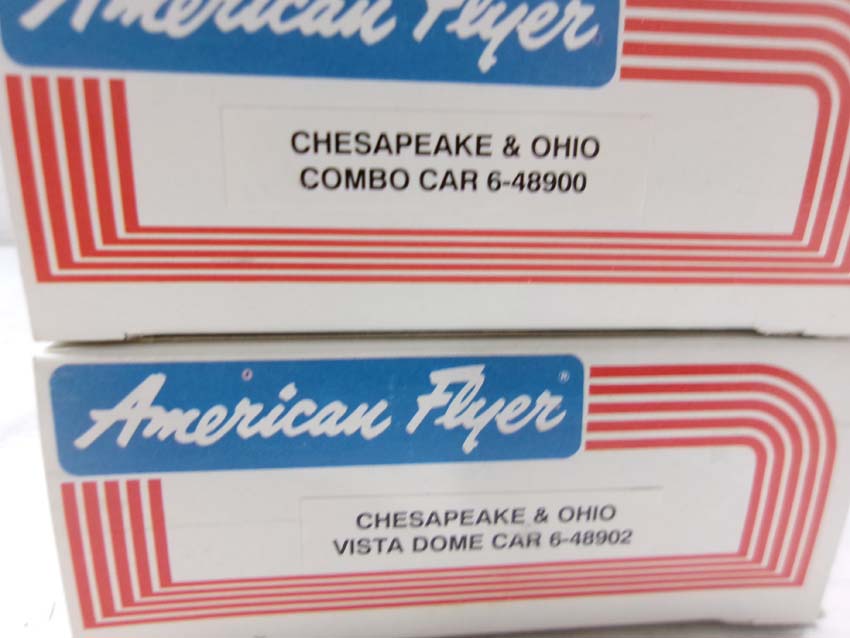 American Flyer
CHESAPEAKE & OHIO
COMBO CAR 6-48900
American Flyer®
CHESAPEAKE & OHIO
VISTA DOME CAR 6-48902